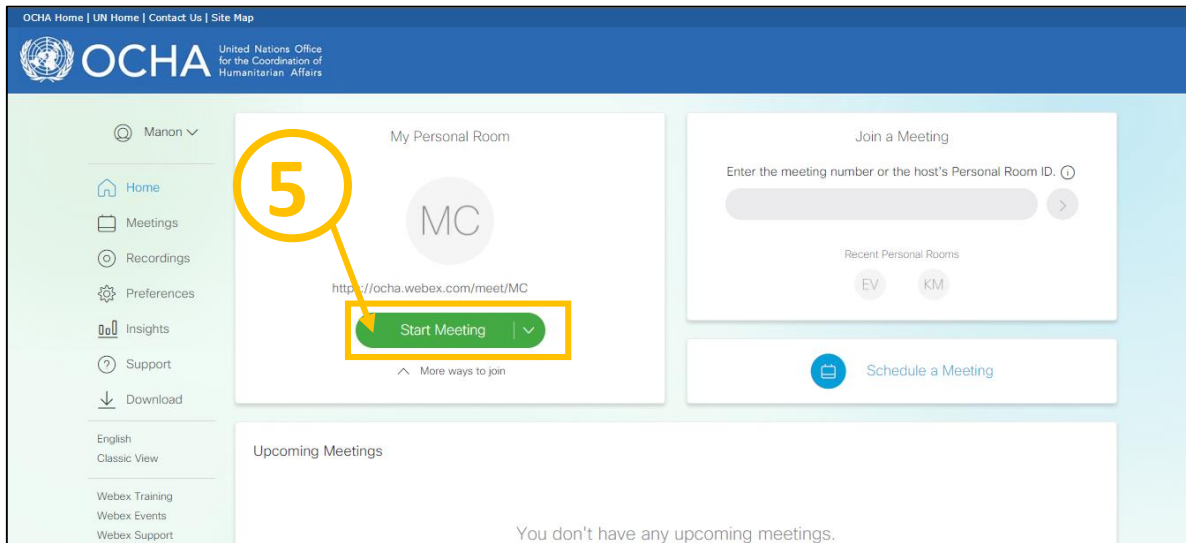 OCHA Home | UN Home | Contact Us | Site Map
OCHA
United Nations Office
for the Coordination of
Humanitarian Affairs
Manon
Home
Meetings
Recordings
Preferences
Insights
Support
Download
English
Classic View
Webex Training
Webex Events
Webex Support
My Personal Room
5
MC
https://ocha.webex.com/meet/MC
Start Meeting
More ways to join
Join a Meeting
Enter the meeting number or the host's Personal Room ID.
Recent Personal Rooms
EV KM
Schedule a Meeting
Upcoming Meetings
You don't have any upcoming meetings.